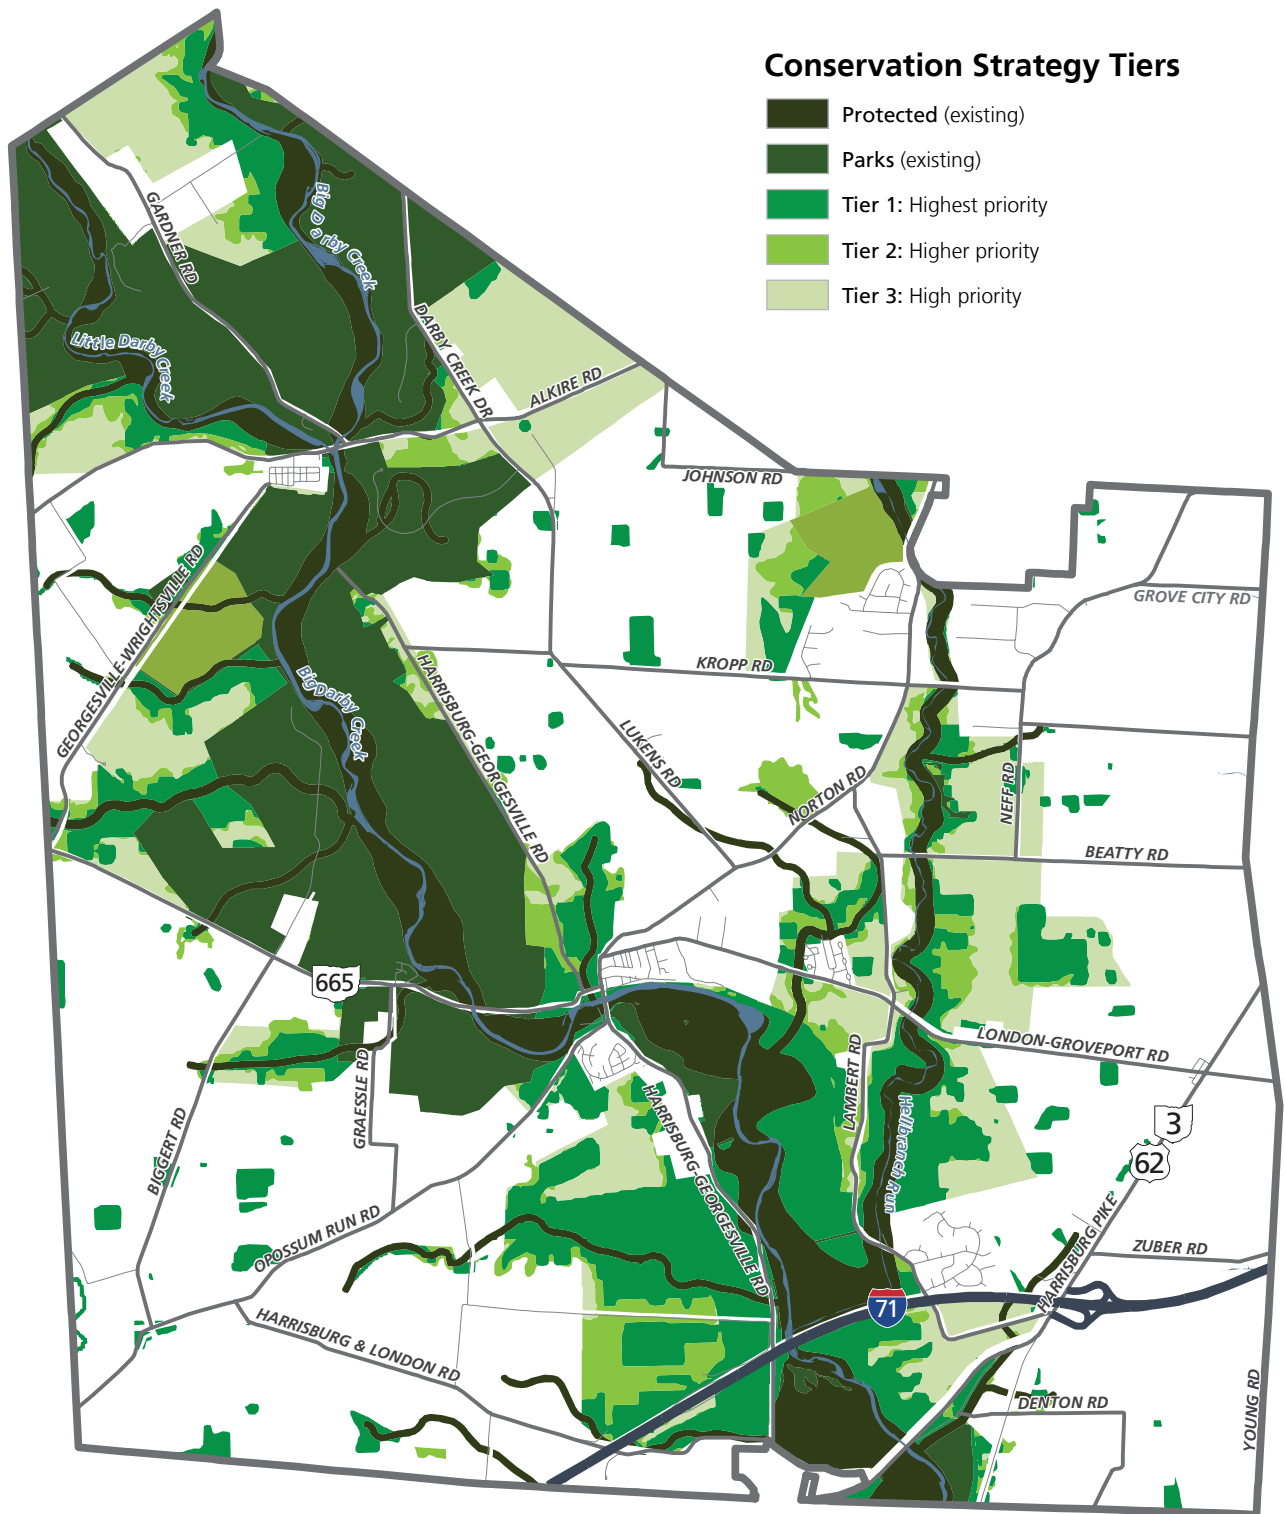 Conservation Strategy Tiers
Protected (existing)
Parks (existing)
Tier 1: Highest priority
Tier 2: Higher priority
Tier 3: High priority
GARDNER RD
Big Darby Creek
Little Darby Creek
DARBY CREEK DR
ALKIRE RD
JOHNSON RD
GEORGESVILLE-WRIGHTSVILLE RD
GROVE CITY RD
KROPP RD
HARRISBURG-GEORGESVILLE RD
Big Darby Creek
LUKENS RD
NORTON RD
NEFF RD
BEATTY RD
665
LONDON-GROVEPORT RD
GRAESSLE RD
LAMBERT RD
HARRISBURG-GEORGESVILLE RD
Hellbranch Run
BIGGERT RD
3
62
OPOSSUM RUN RD
HARRISBURG PIKE
ZUBER RD
71
HARRISBURG & LONDON RD
DENTON RD
YOUNG RD